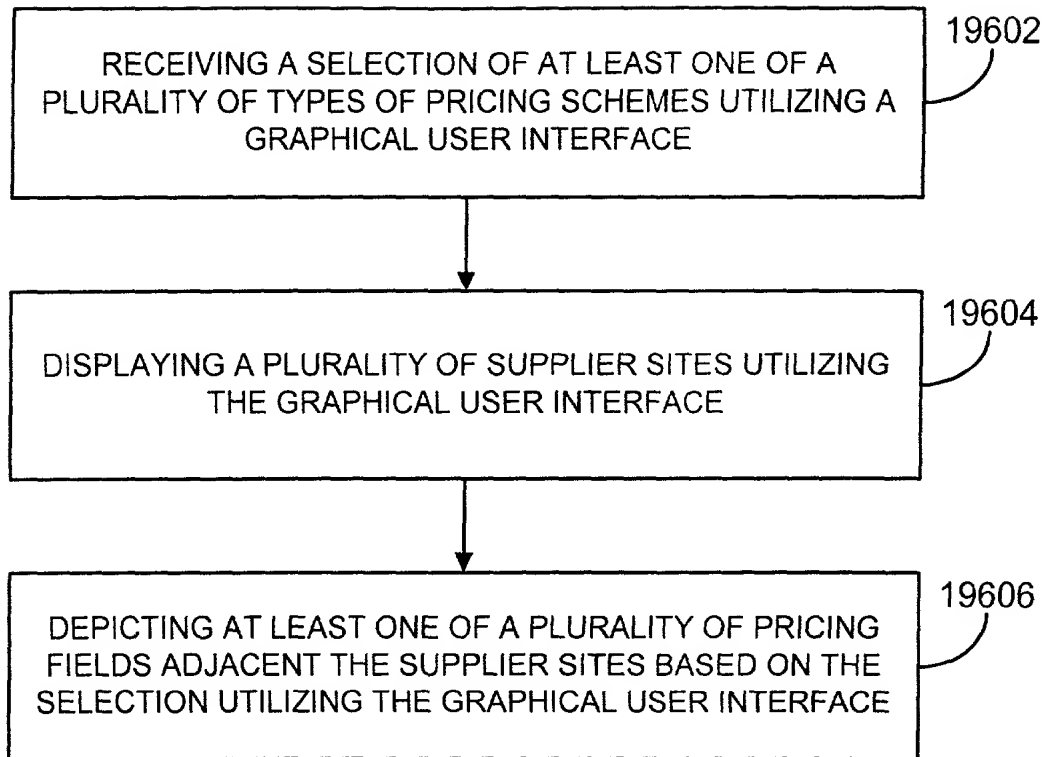 19602
RECEIVING A SELECTION OF AT LEAST ONE OF A
PLURALITY OF TYPES OF PRICING SCHEMES UTILIZING A
GRAPHICAL USER INTERFACE
19604
DISPLAYING A PLURALITY OF SUPPLIER SITES UTILIZING
THE GRAPHICAL USER INTERFACE
19606
DEPICTING AT LEAST ONE OF A PLURALITY OF PRICING
FIELDS ADJACENT THE SUPPLIER SITES BASED ON THE
SELECTION UTILIZING THE GRAPHICAL USER INTERFACE